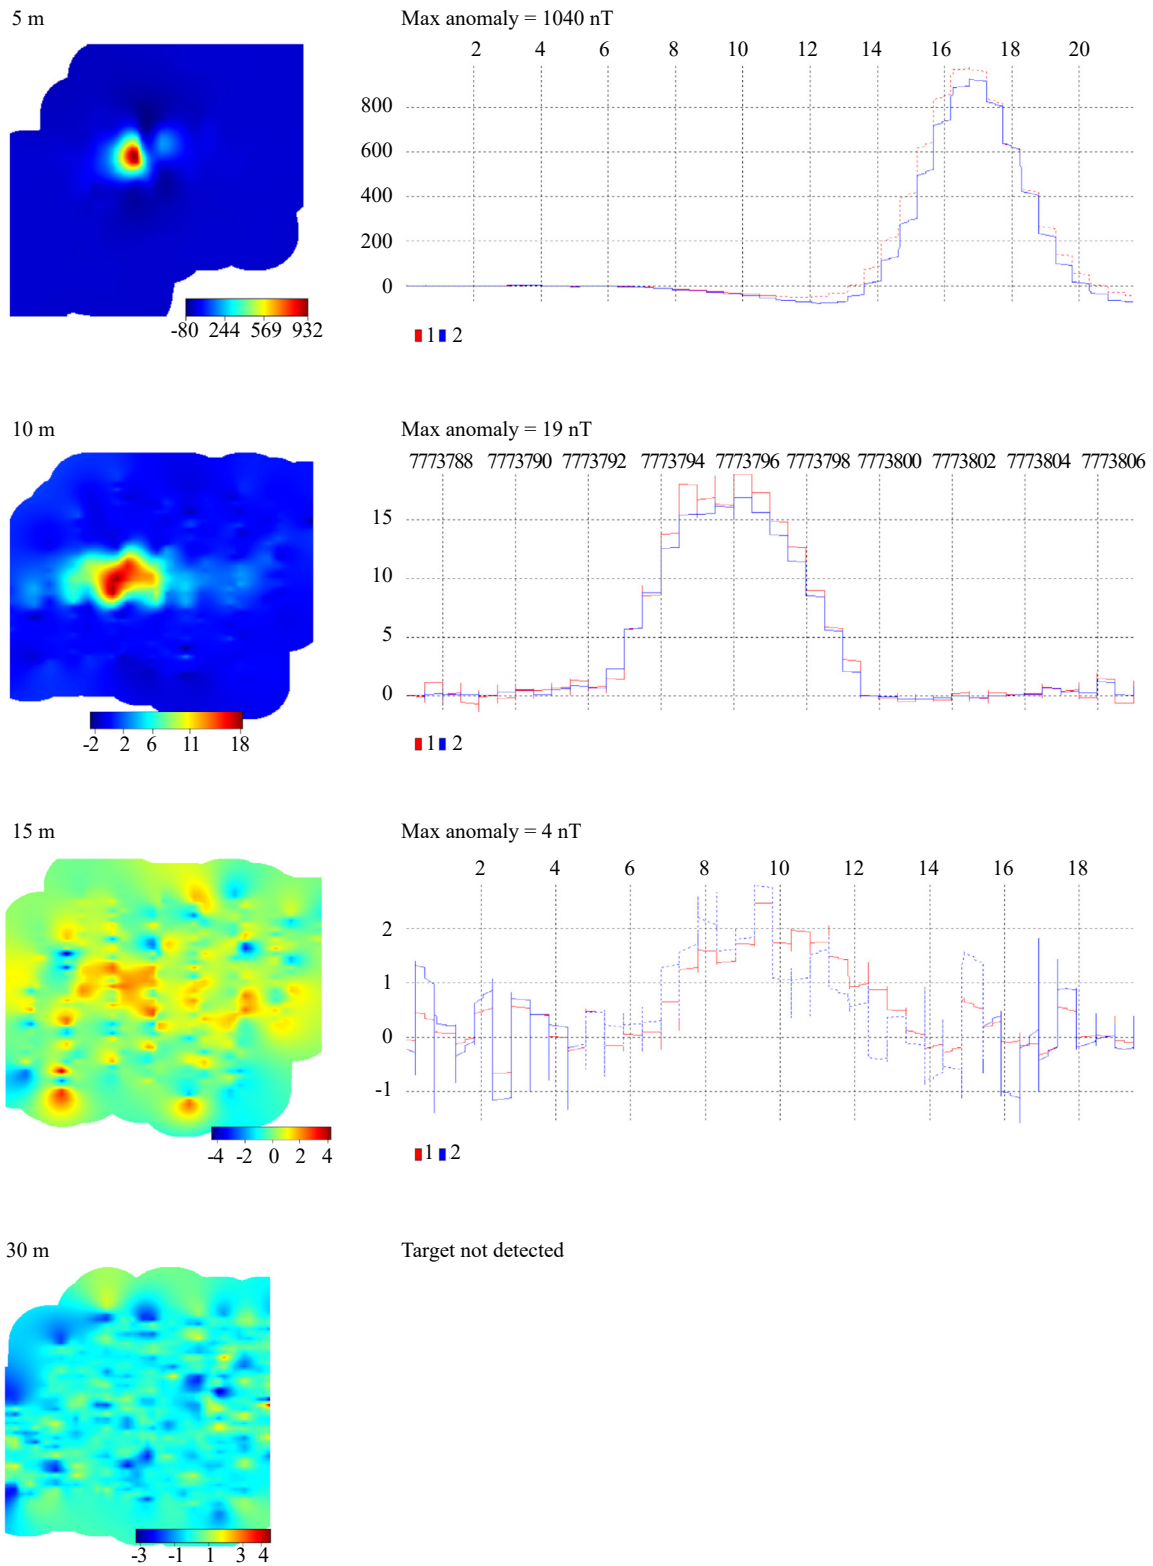 5 m
Max anomaly = 1040 nT
2 4 6 8 10 12 14 16 18 20
800
600
400
200
0
-80 244 569 932
1 2
10 m
Max anomaly = 19 nT
7773788 7773790 7773792 7773794 7773796 7773798 7773800 7773802 7773804 7773806
15
10
5
0
-2 2 6 11 18
1 2
15 m
Max anomaly = 4 nT
2 4 6 8 10 12 14 16 18
2
1
0
-1
-4 -2 0 2 4
1 2
30 m
Target not detected
-3 -1 1 3 4